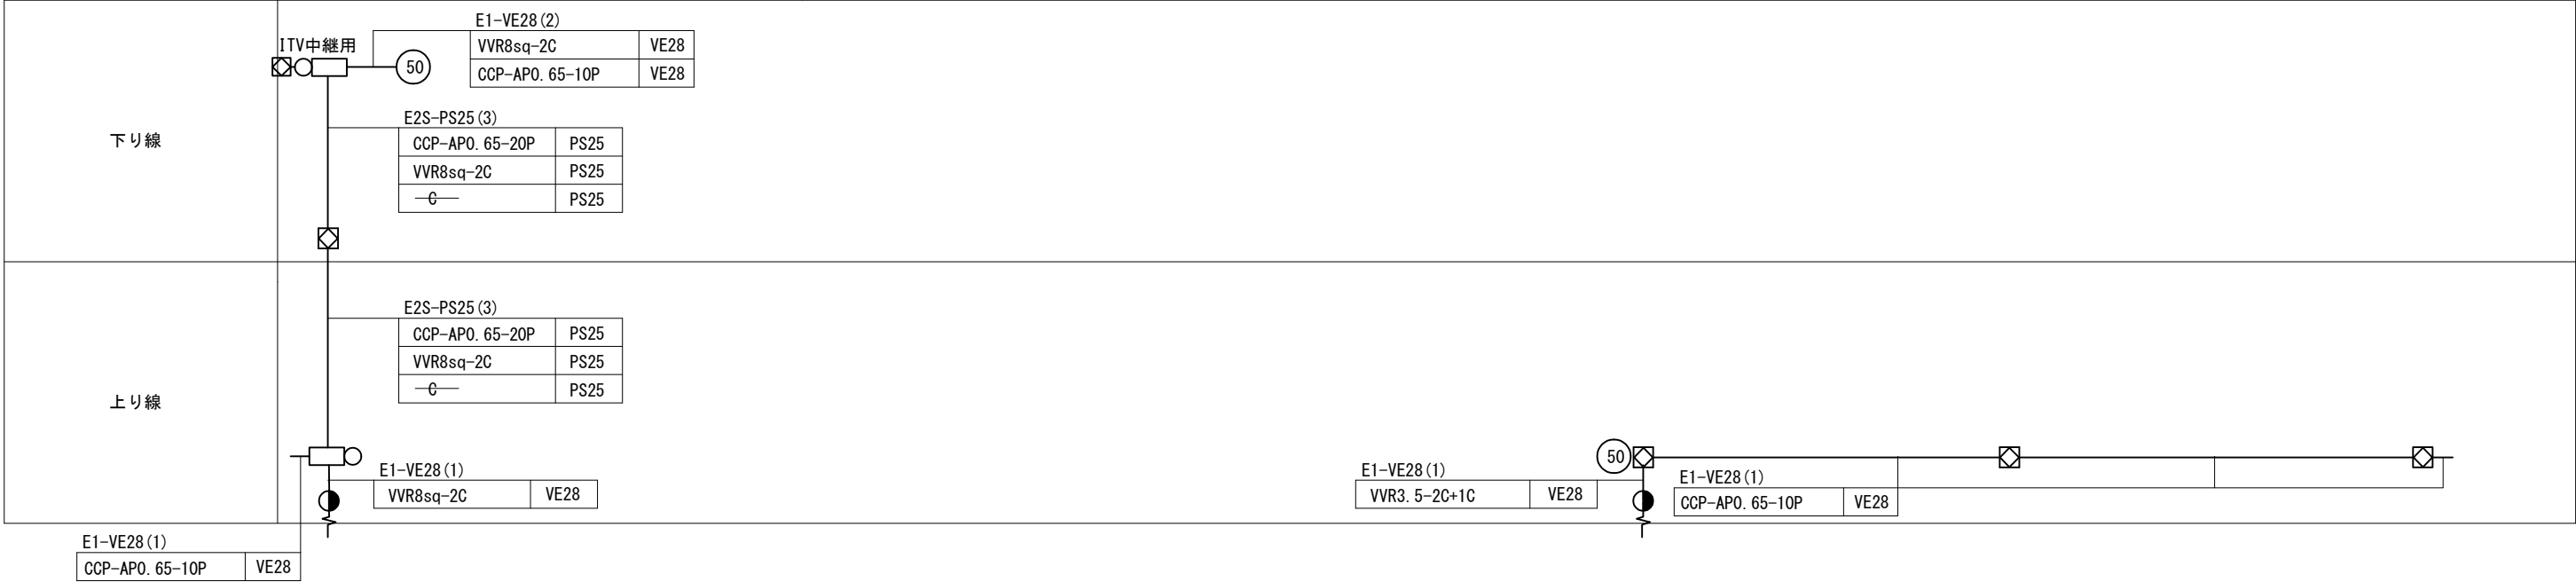 E1-VE28(2)
ITV中継用
VVR8sq-2C VE28
50
CCP-AP0.65-10P VE28
E2S-PS25(3)
CCP-AP0.65-20P PS25
下り線
VVR8sq-2C PS25
C PS25
E2S-PS25(3)
CCP-AP0.65-20P PS25
VVR8sq-2C PS25
C PS25
上り線
50
E1-VE28(1)
VVR8sq-2C VE28
E1-VE28(1)
VVR3.5-2C+1C VE28
E1-VE28(1)
CCP-AP0.65-10P VE28
E1-VE28(1)
CCP-AP0.65-10P VE28